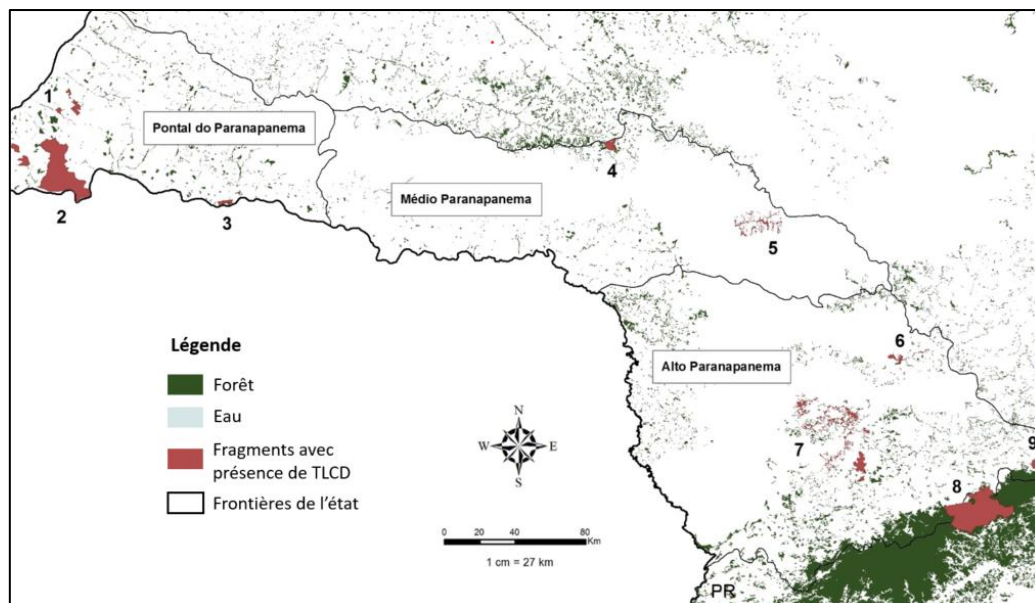 1
Pontal do Paranapanema
4
Médio Paranapanema
2
3
5
6
Légende
Alto Paranapanema
Forêt
Eau
N
W
E
S
Fragments avec
présence de TLCD
7
9
8
Frontières de l'état
0
20
40
80
Km
1 cm = 27 km
PR